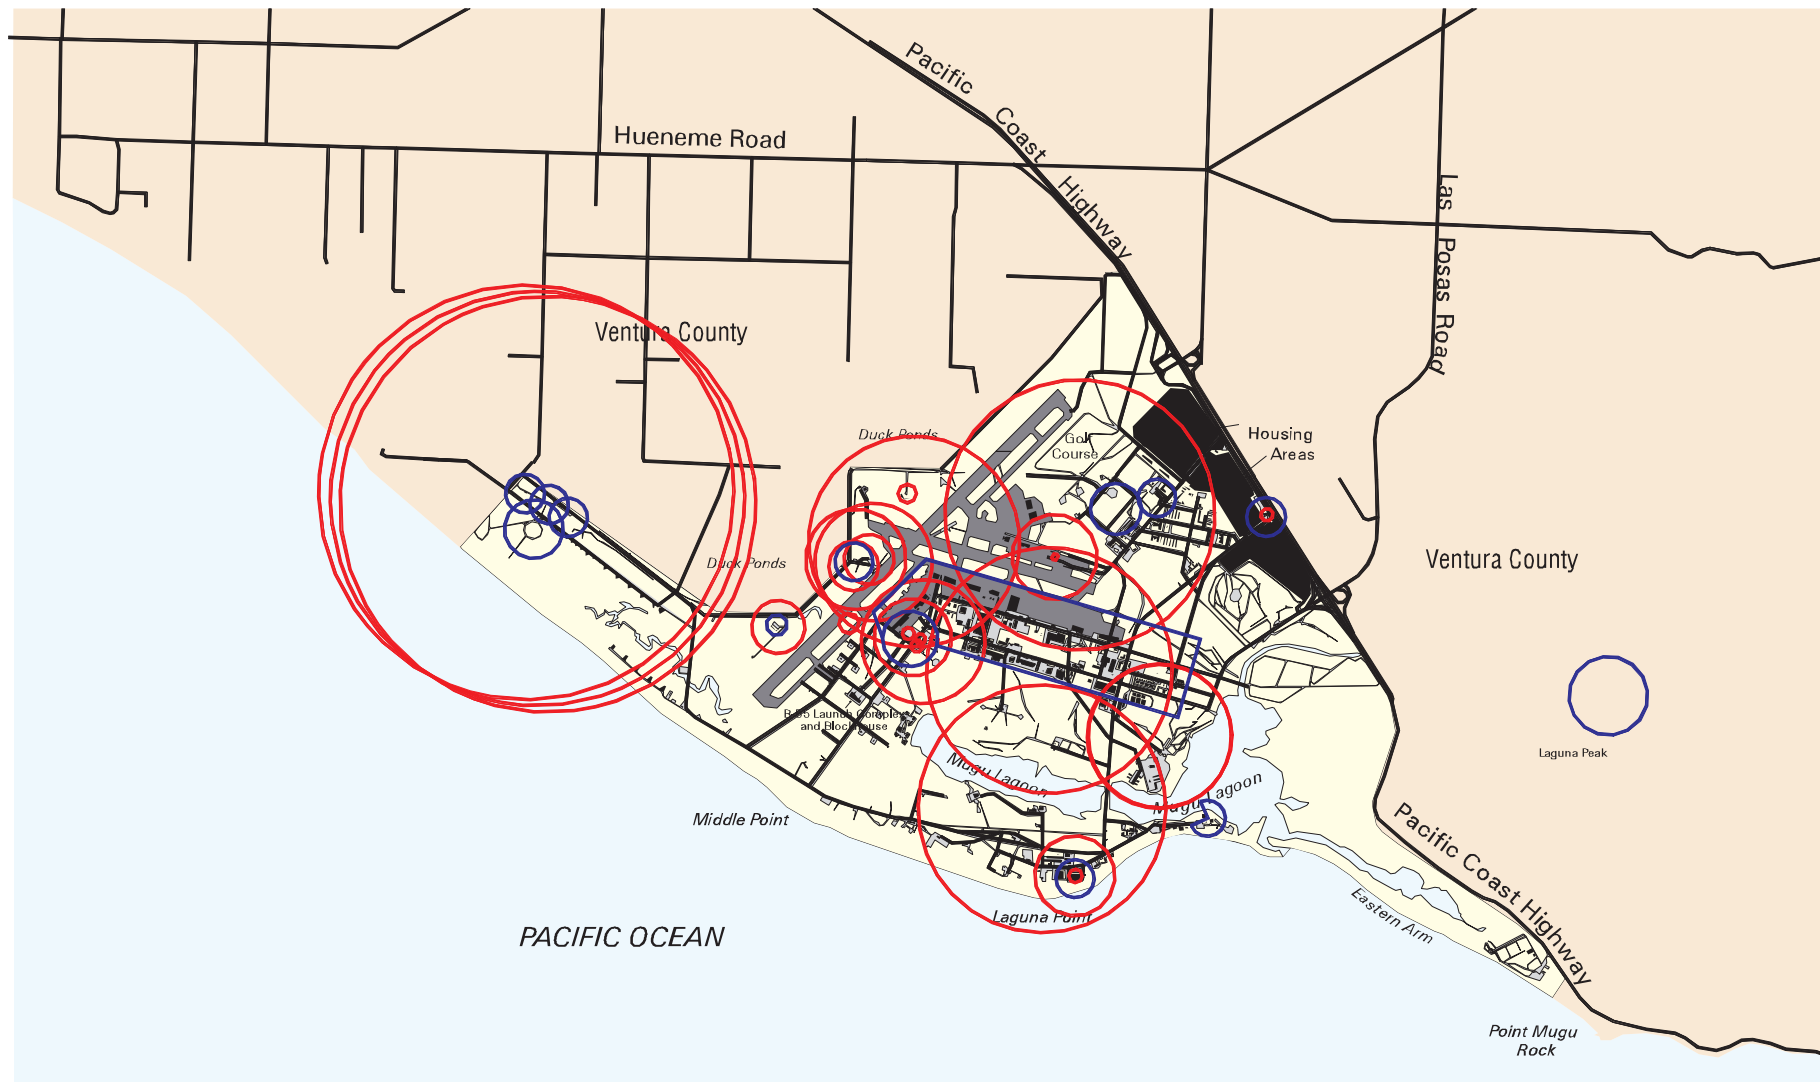 Pacific Coast Highway
Hueneme Road
Las Posas Road
Ventura County
Duck Ponds
Golf
Course
Housing
Areas
Duck Ponds
Ventura County
B-55 Launch Complex
and Blockhouse
Laguna Peak
Mugu Lagoon
Mugu Lagoon
Middle Point
Pacific Coast Highway
Laguna Point
Eastern Arm
PACIFIC OCEAN
Point Mugu
Rock